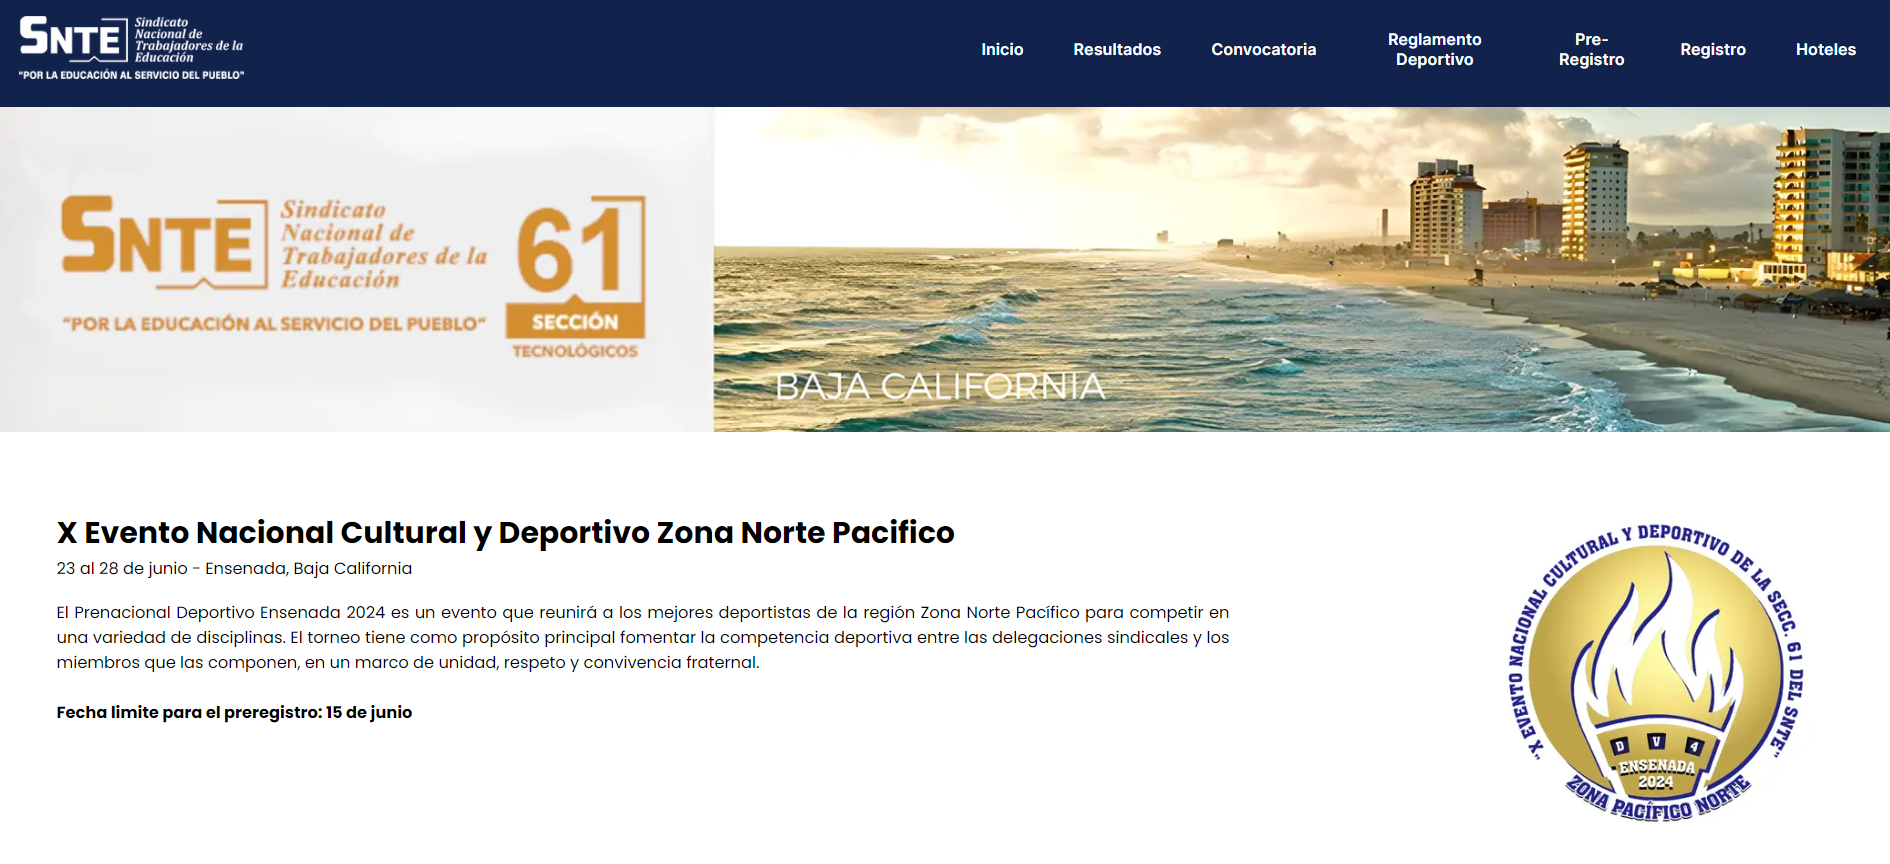 SNTE
Sindicato
Nacional de
Trabajadores de la
Educación
"POR LA EDUCACIÓN AL SERVICIO DEL PUEBLO"
Inicio
Resultados
Convocatoria
Reglamento
Deportivo
Pre-
Registro
Registro
Hoteles
SNTE
Sindicato
Nacional de
Trabajadores de la
Educación
"POR LA EDUCACIÓN AL SERVICIO DEL PUEBLO"
61
SECCIÓN
TECNOLÓGICOS
BAJA CALIFORNIA
X Evento Nacional Cultural y Deportivo Zona Norte Pacifico
23 al 28 de junio - Ensenada, Baja California
El Prenacional Deportivo Ensenada 2024 es un evento que reunirá a los mejores deportistas de la región Zona Norte Pacífico para competir en
una variedad de disciplinas. El torneo tiene como propósito principal fomentar la competencia deportiva entre las delegaciones sindicales y los
miembros que las componen, en un marco de unidad, respeto y convivencia fraternal.
Fecha limite para el preregistro: 15 de junio
"X EVENTO NACIONAL CULTURAL Y DEPORTIVO DE LA SECC. 61 DEL SNTE"
D V 4
ENSENADA
2024
ZONA PACÍFICO NORTE